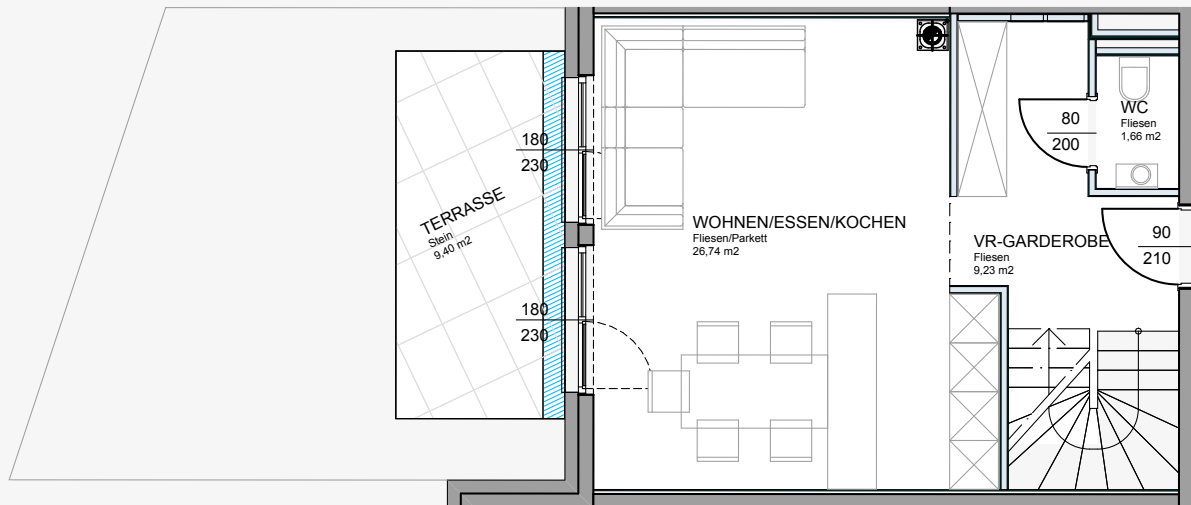 180
230
TERRASSE
Stein
9,40 m2
180
230
WOHNEN/ESSEN/KOCHEN
Fliesen/Parkett
26,74 m2
80
200
WC
Fliesen
1,66 m2
VR-GARDEROBE
Fliesen
9,23 m2
90
210